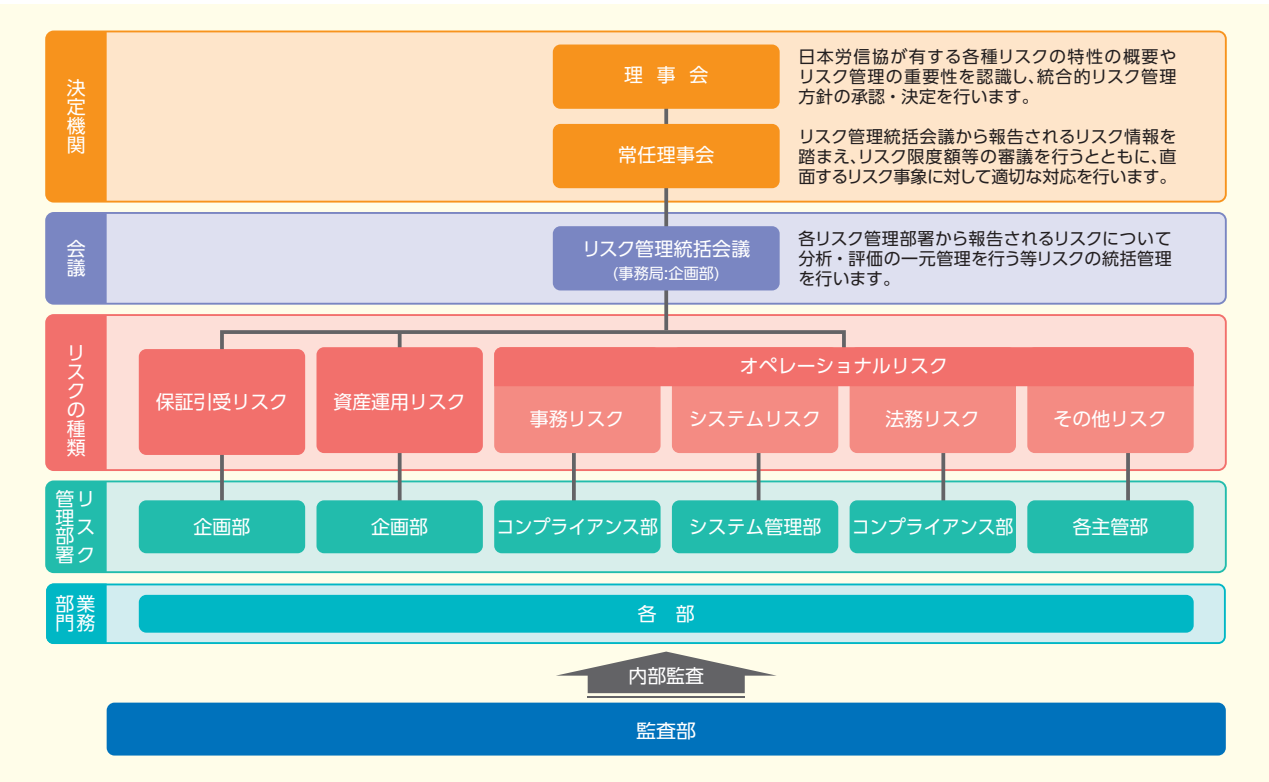 決定機関
理事会
日本労信協が有する各種リスクの特性の概要や
リスク管理の重要性を認識し、統合的リスク管理
方針の承認・決定を行います。
常任理事会
リスク管理統括会議から報告されるリスク情報を
踏まえ、リスク限度額等の審議を行うとともに、直
面するリスク事象に対して適切な対応を行います。
会議
リスク管理統括会議
(事務局:企画部)
各リスク管理部署から報告されるリスクについて
分析・評価の一元管理を行う等リスクの統括管理
を行います。
リスクの種類
保証引受リスク
資産運用リスク
オペレーショナルリスク
事務リスク
システムリスク
法務リスク
その他リスク
リスク
管理部署
企画部
企画部
コンプライアンス部
システム管理部
コンプライアンス部
各主管部
業務
部門
各 部
内部監査
監査部